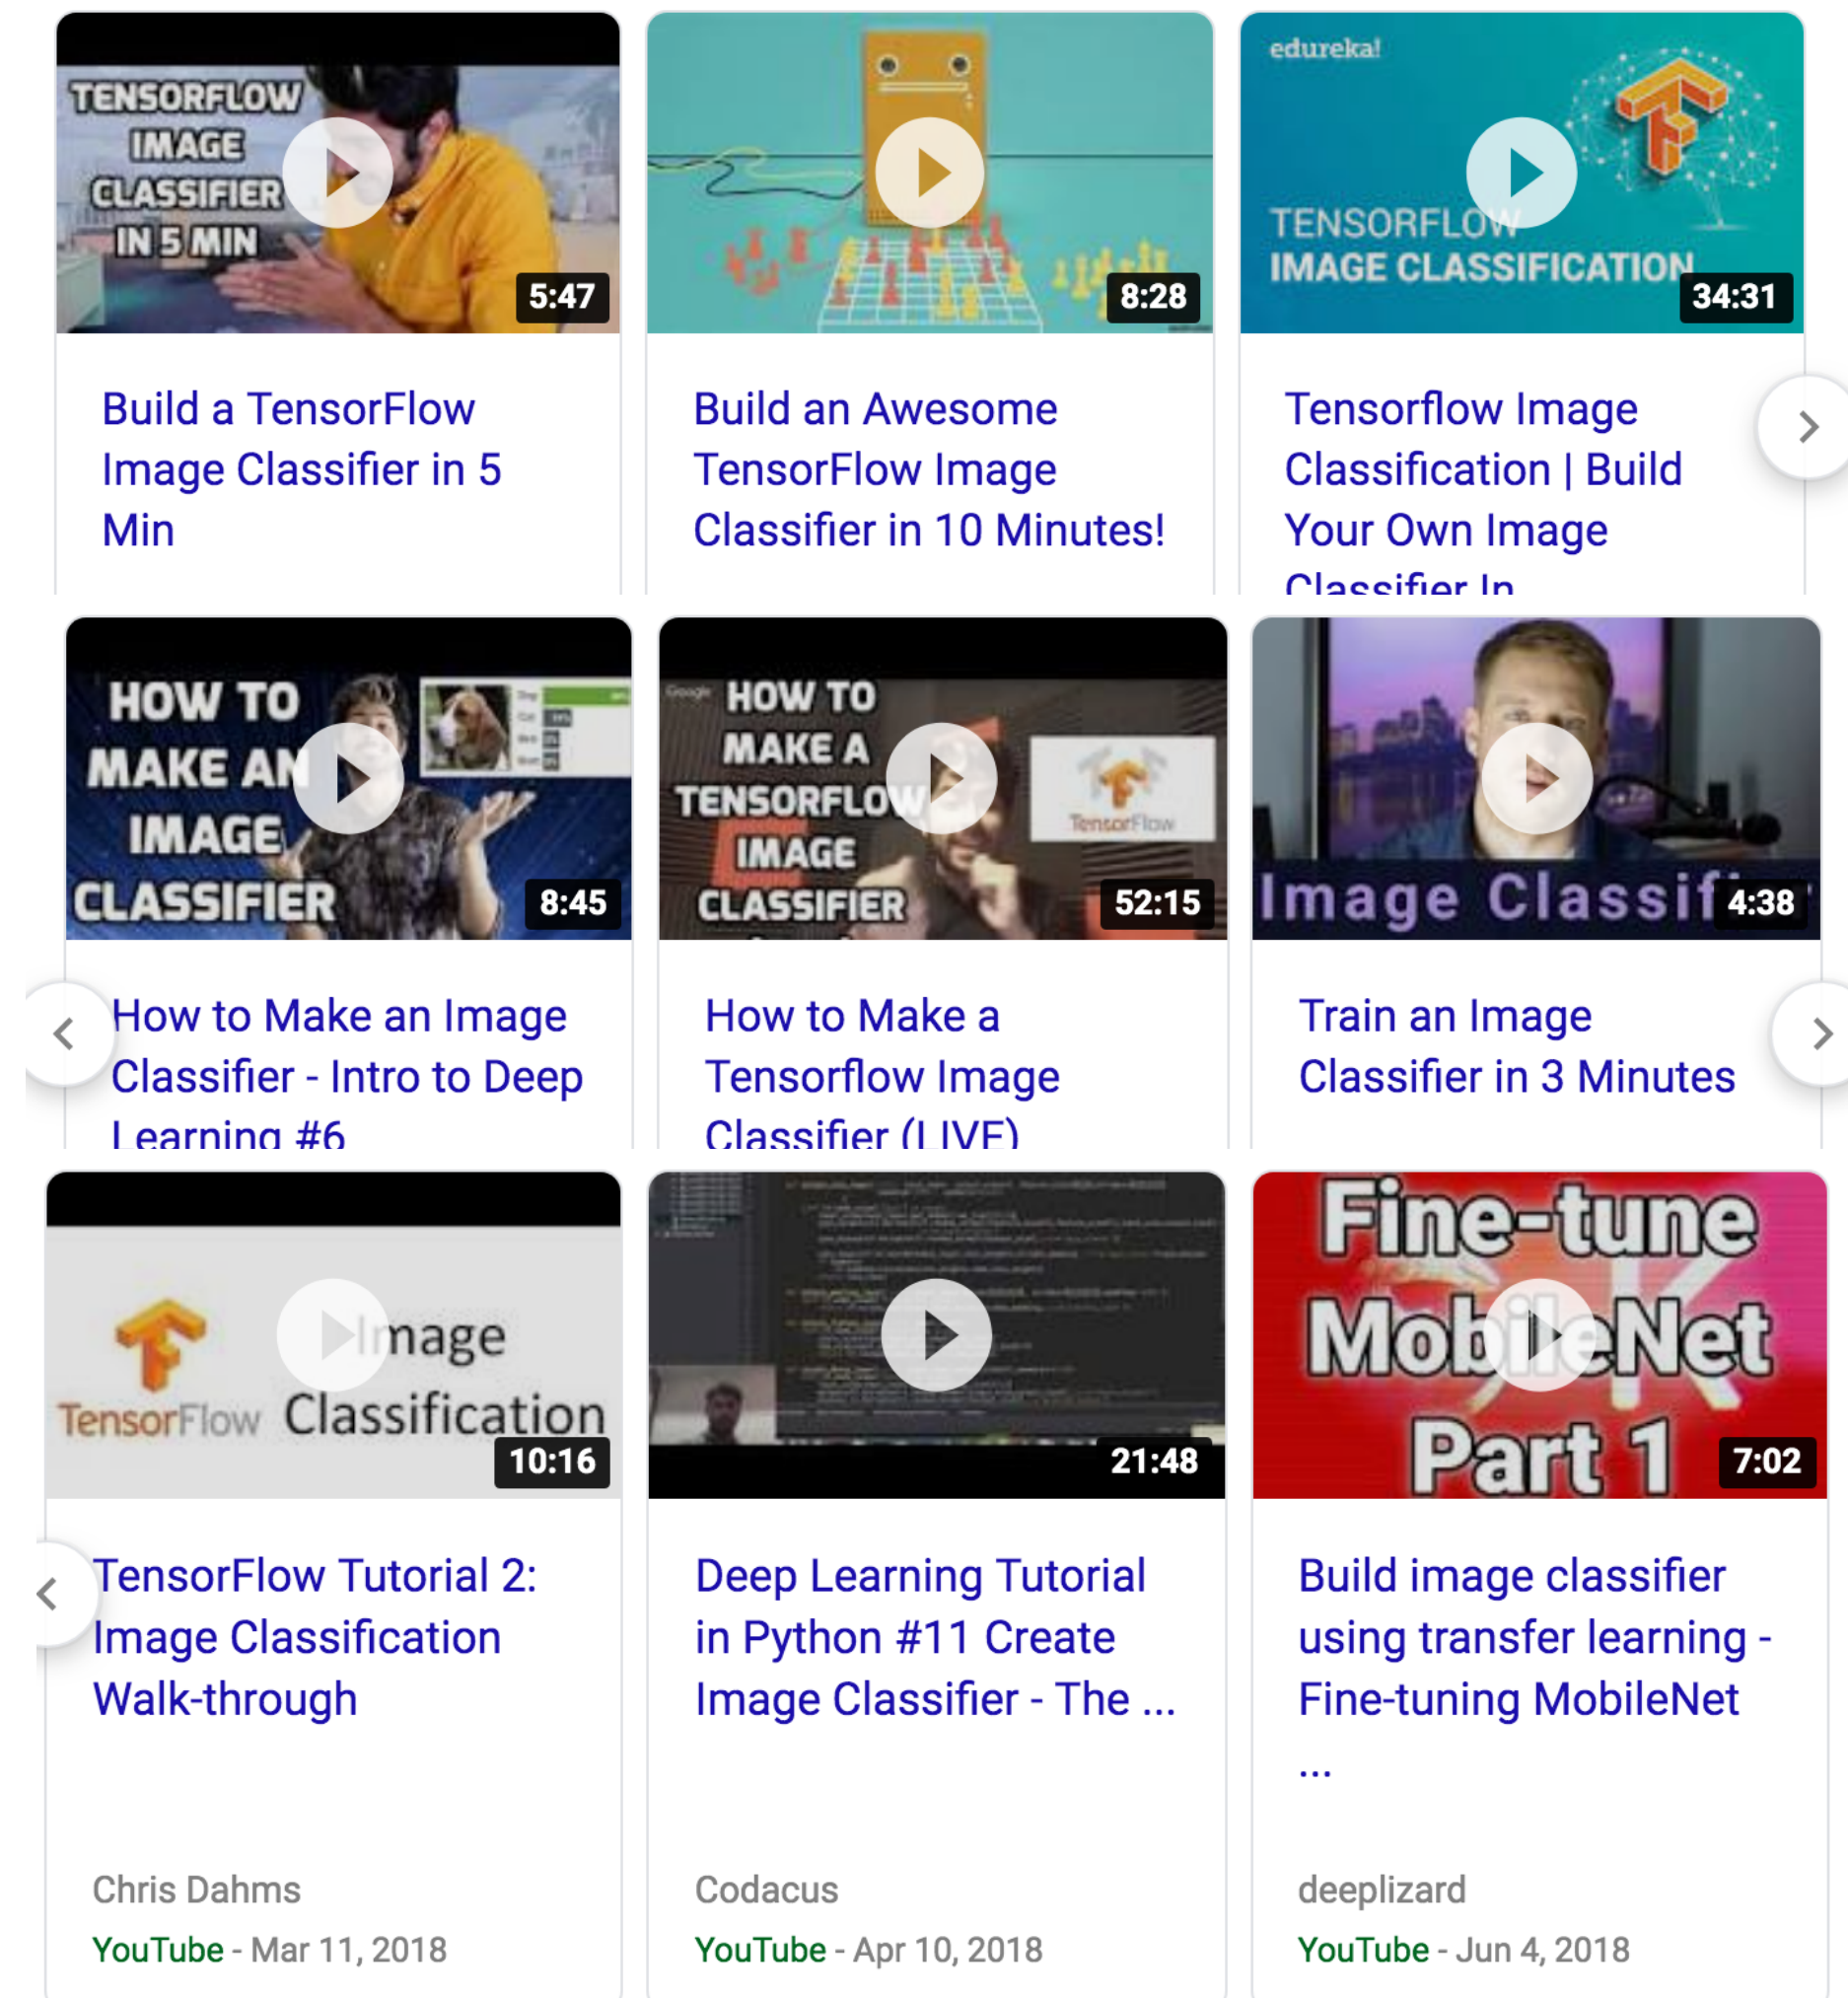 TENSORFLOW
IMAGE
CLASSIFIER
IN 5 MIN
5:47
8:28
edureka!
TENSORFLOW
IMAGE CLASSIFICATION
34:31
Build a TensorFlow
Image Classifier in 5
Min
Build an Awesome
TensorFlow Image
Classifier in 10 Minutes!
Tensorflow Image
Classification | Build
Your Own Image
Classifier In
HOW TO
MAKE AN
IMAGE
CLASSIFIER
8:45
Google
HOW TO
MAKE A
TENSORFLOW
IMAGE
CLASSIFIER
TensorFlow
52:15
Image Classif
4:38
How to Make an Image
Classifier - Intro to Deep
Learning #6
How to Make a
Tensorflow Image
Classifier (LIVE)
Train an Image
Classifier in 3 Minutes
TensorFlow
Image
Classification
10:16
21:48
Fine-tune
MobileNet
Part 1
7:02
TensorFlow Tutorial 2:
Image Classification
Walk-through
Chris Dahms
YouTube - Mar 11, 2018
Deep Learning Tutorial
in Python #11 Create
Image Classifier - The ...
Codacus
YouTube - Apr 10, 2018
Build image classifier
using transfer learning -
Fine-tuning MobileNet
...
deeplizard
YouTube - Jun 4, 2018